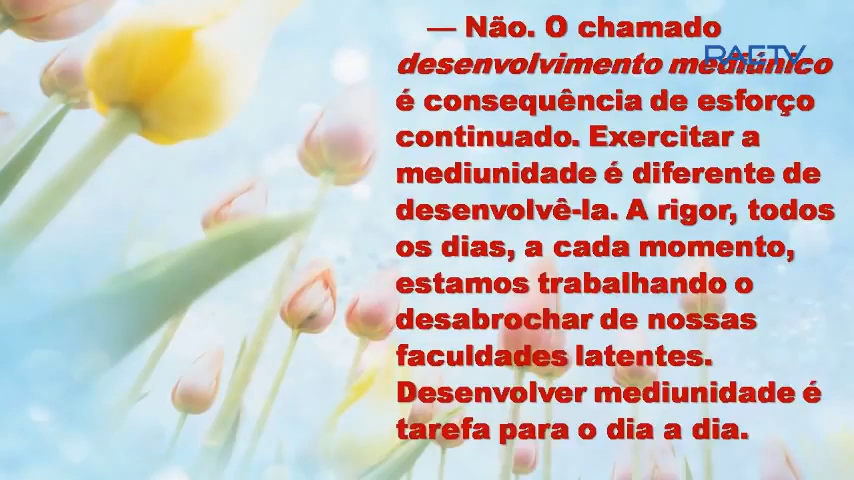 — Não. O chamado
RAETV
desenvolvimento mediúnico
é consequência de esforço
continuado. Exercitar a
mediunidade é diferente de
desenvolvê-la. A rigor, todos
os dias, a cada momento,
estamos trabalhando o
desabrochar de nossas
faculdades latentes.
Desenvolver mediunidade é
tarefa para o dia a dia.